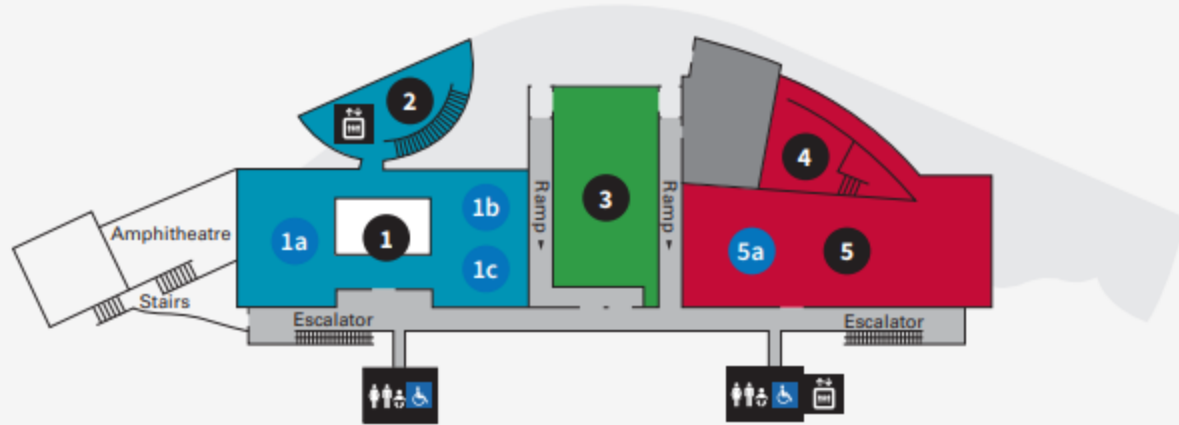 2
4
Ramp
Ramp
3
1b
Amphitheatre
1a
1
5a
5
1c
Stairs
Escalator
Escalator